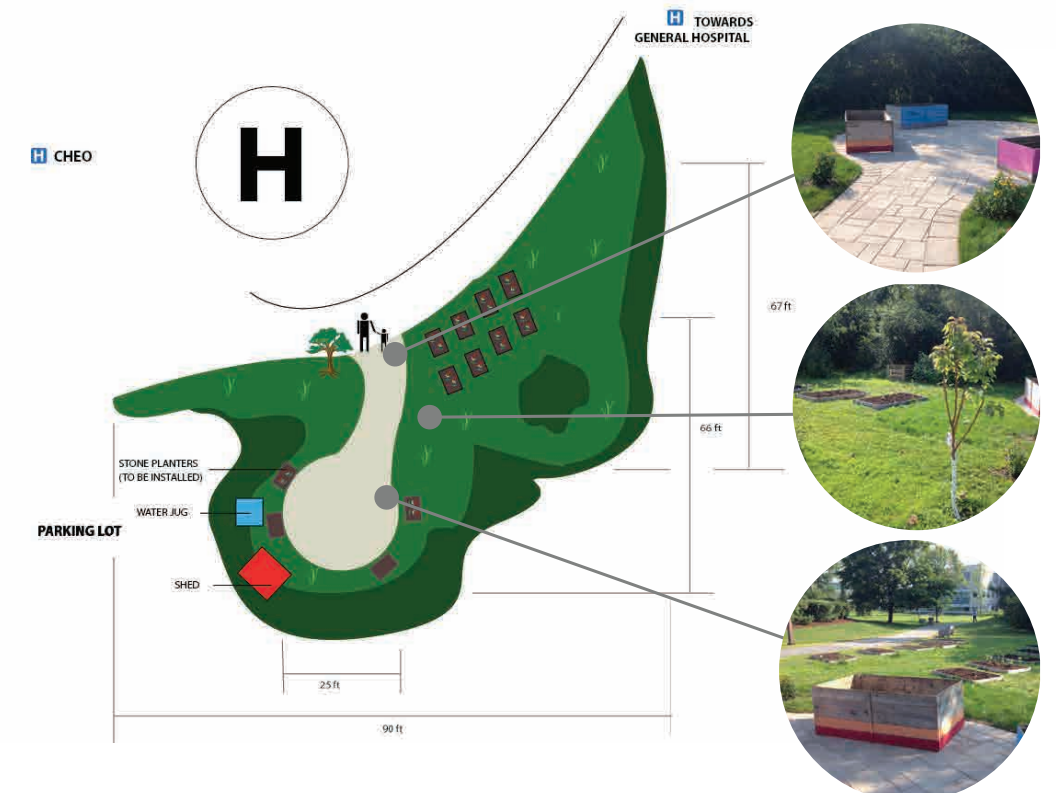 H TOWARDS
GENERAL HOSPITAL
H CHEO
H
67 ft
66 ft
STONE PLANTERS
(TO BE INSTALLED)
WATER JUG
PARKING LOT
SHED
25 ft
90 ft